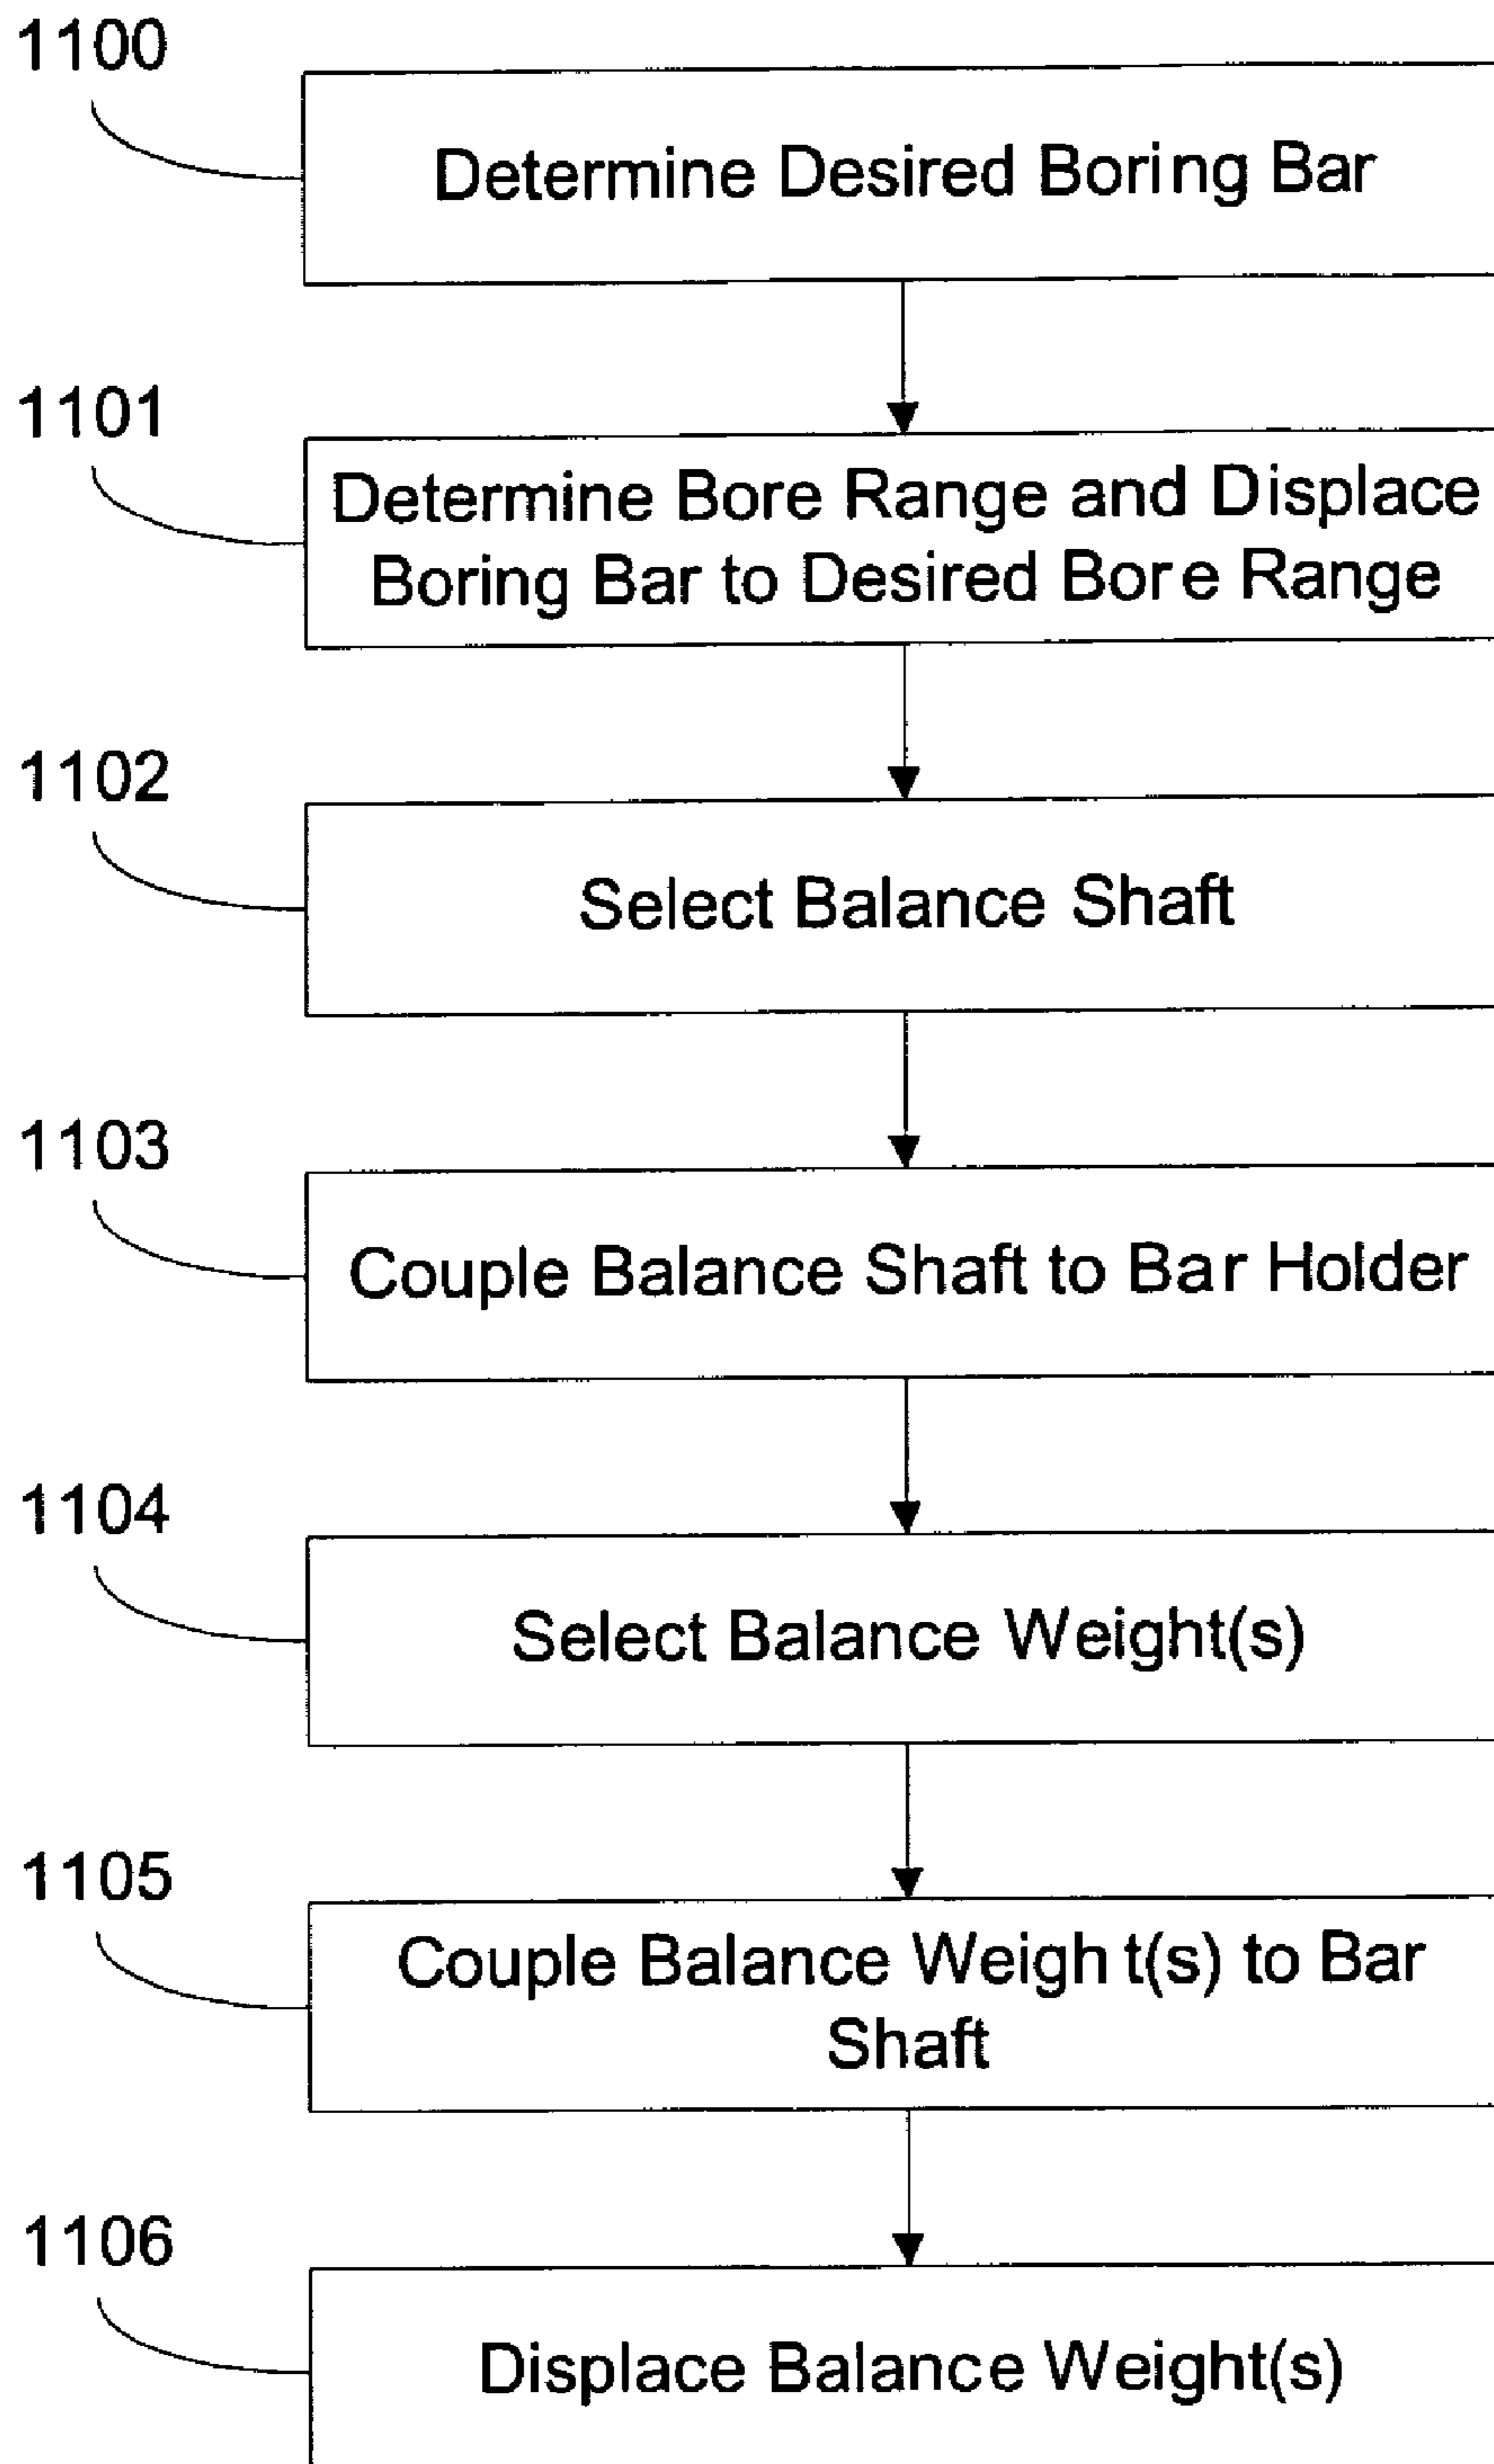 1100
Determine Desired Boring Bar
1101
Determine Bore Range and Displace
Boring Bar to Desired Bore Range
1102
Select Balance Shaft
1103
Couple Balance Shaft to Bar Holder
1104
Select Balance Weight(s)
1105
Couple Balance Weight(s) to Bar
Shaft
1106
Displace Balance Weight(s)